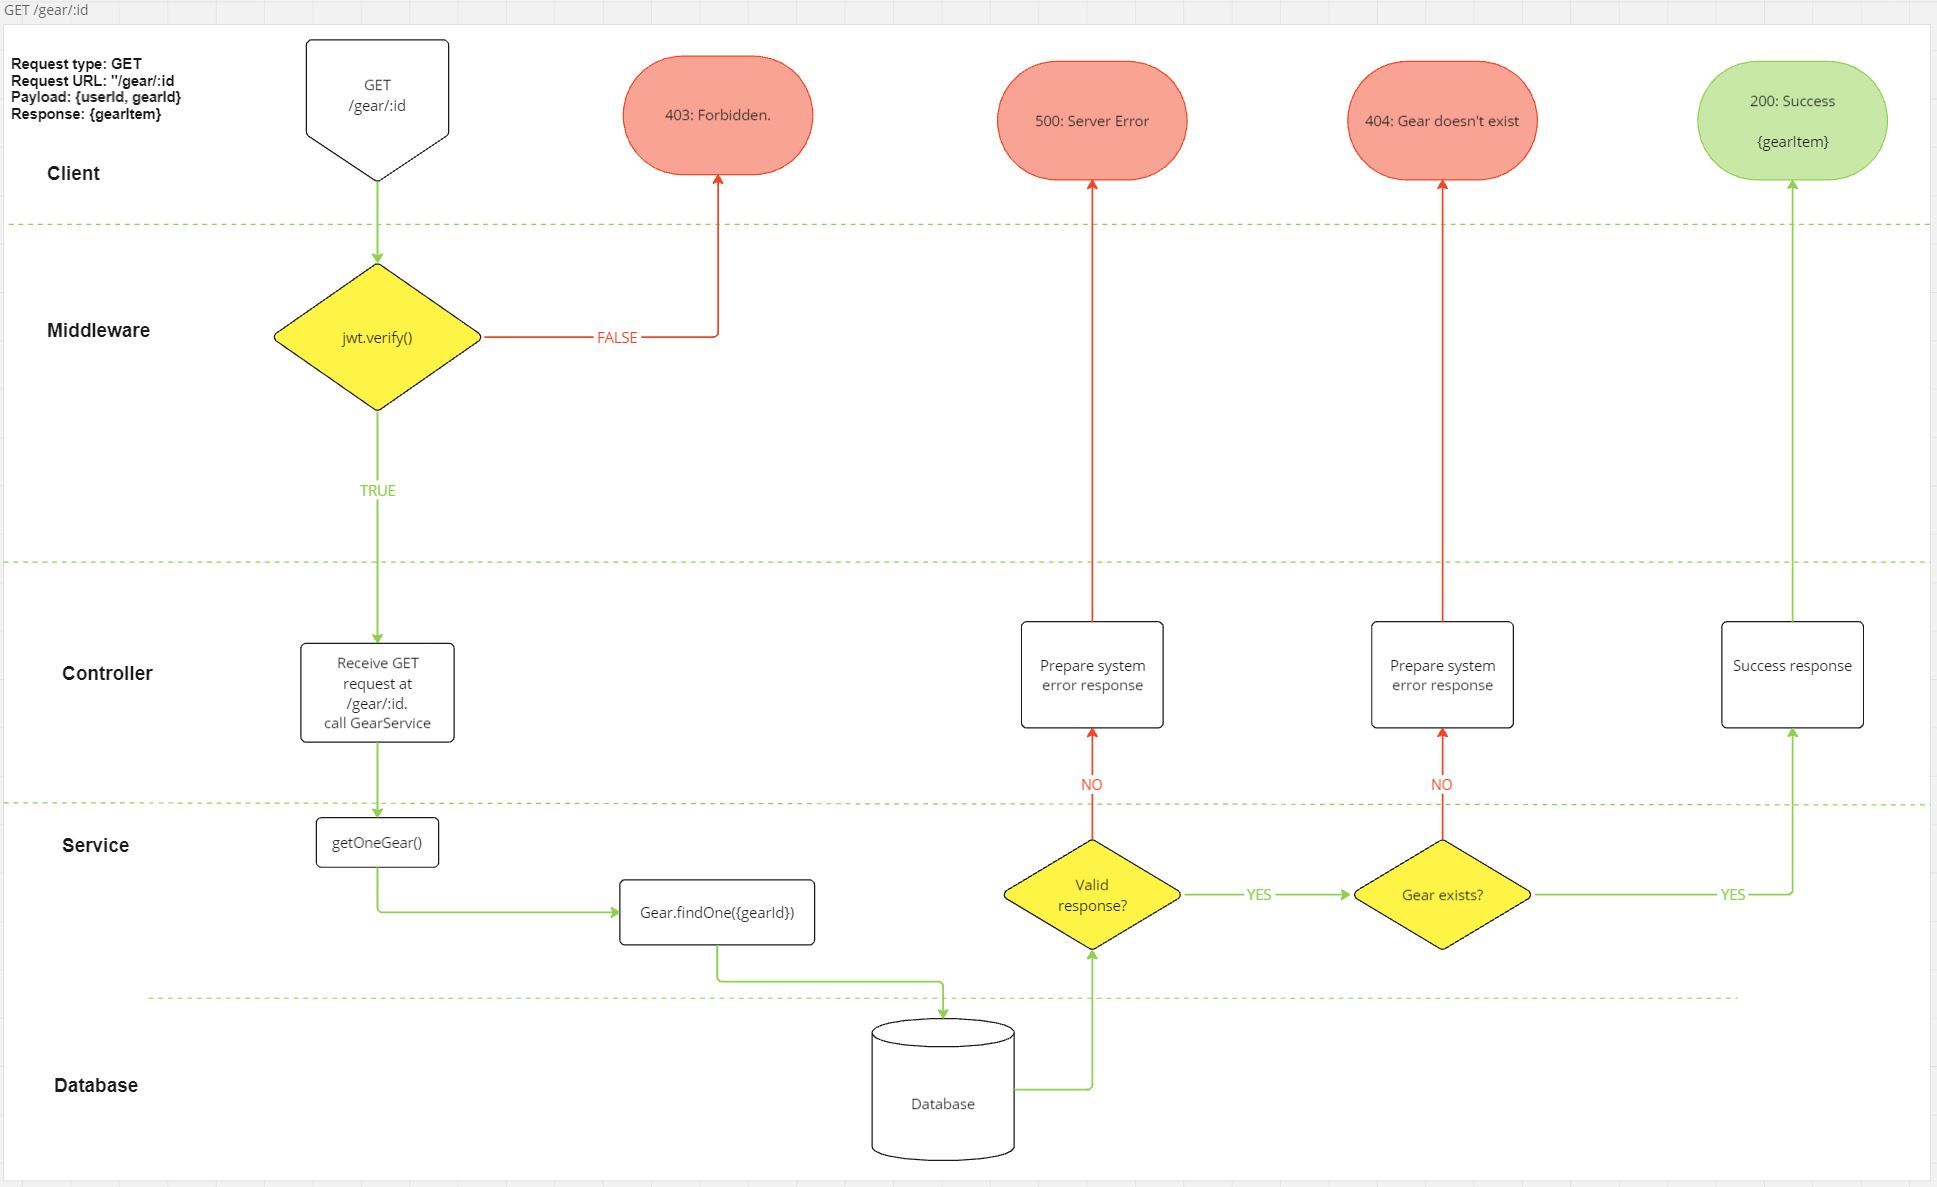 GET /gear/:id
Request type: GET
Request URL: "/gear/:id
Payload: {userId, gearId}
Response: {gearItem}
GET
/gear/:id
403: Forbidden.
500: Server Error
404: Gear doesn't exist
200: Success
{gearItem}
Client
Middleware
jwt.verify()
FALSE
TRUE
Controller
Receive GET
request at
/gear/:id.
call GearService
Prepare system
error response
Prepare system
error response
Success response
NO
NO
Service
getOneGear()
Gear.findOne({gearId})
Valid
response?
YES
Gear exists?
YES
Database
Database